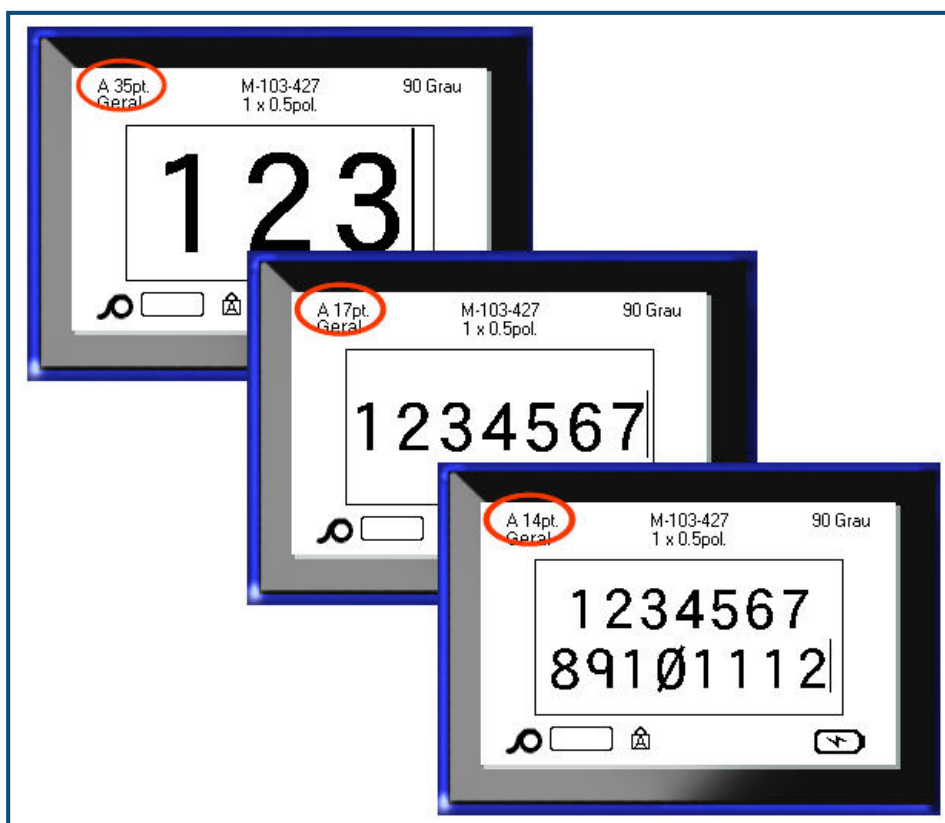 A 35pt.
Geral
M-103-427
1 x 0.5pol.
90 Grau
123
A
A 17pt.
Geral
M-103-427
1 x 0.5pol.
90 Grau
1234567
A 14pt.
Geral
M-103-427
1 x 0.5pol.
90 Grau
1234567
891Ø1112
A